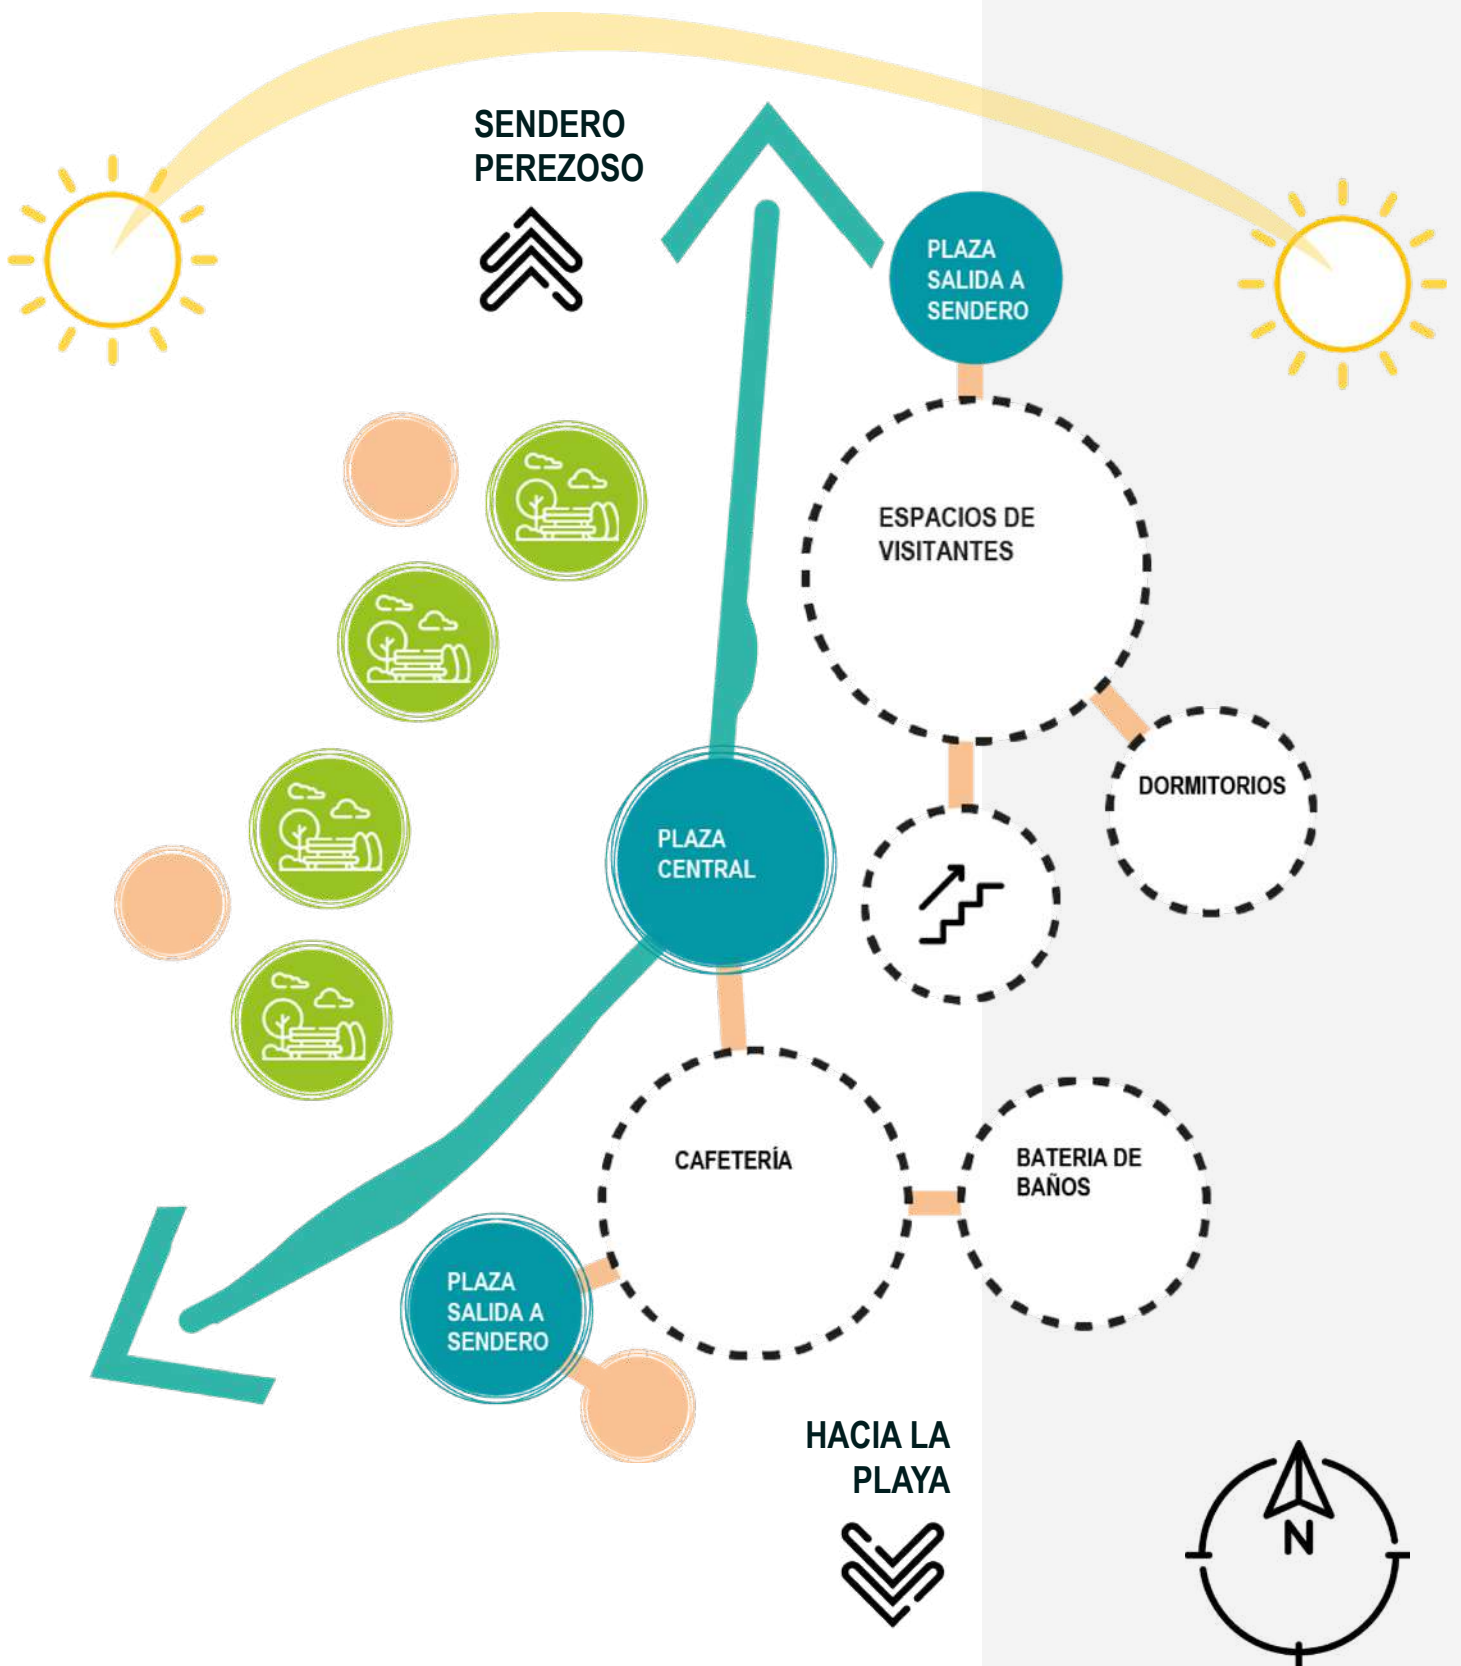 SENDERO
PEREZOSO
PLAZA
SALIDA A
SENDERO
ESPACIOS DE
VISITANTES
DORMITORIOS
PLAZA
CENTRAL
CAFETERÍA
BATERIA DE
BAÑOS
PLAZA
SALIDA A
SENDERO
HACIA LA
PLAYA
N